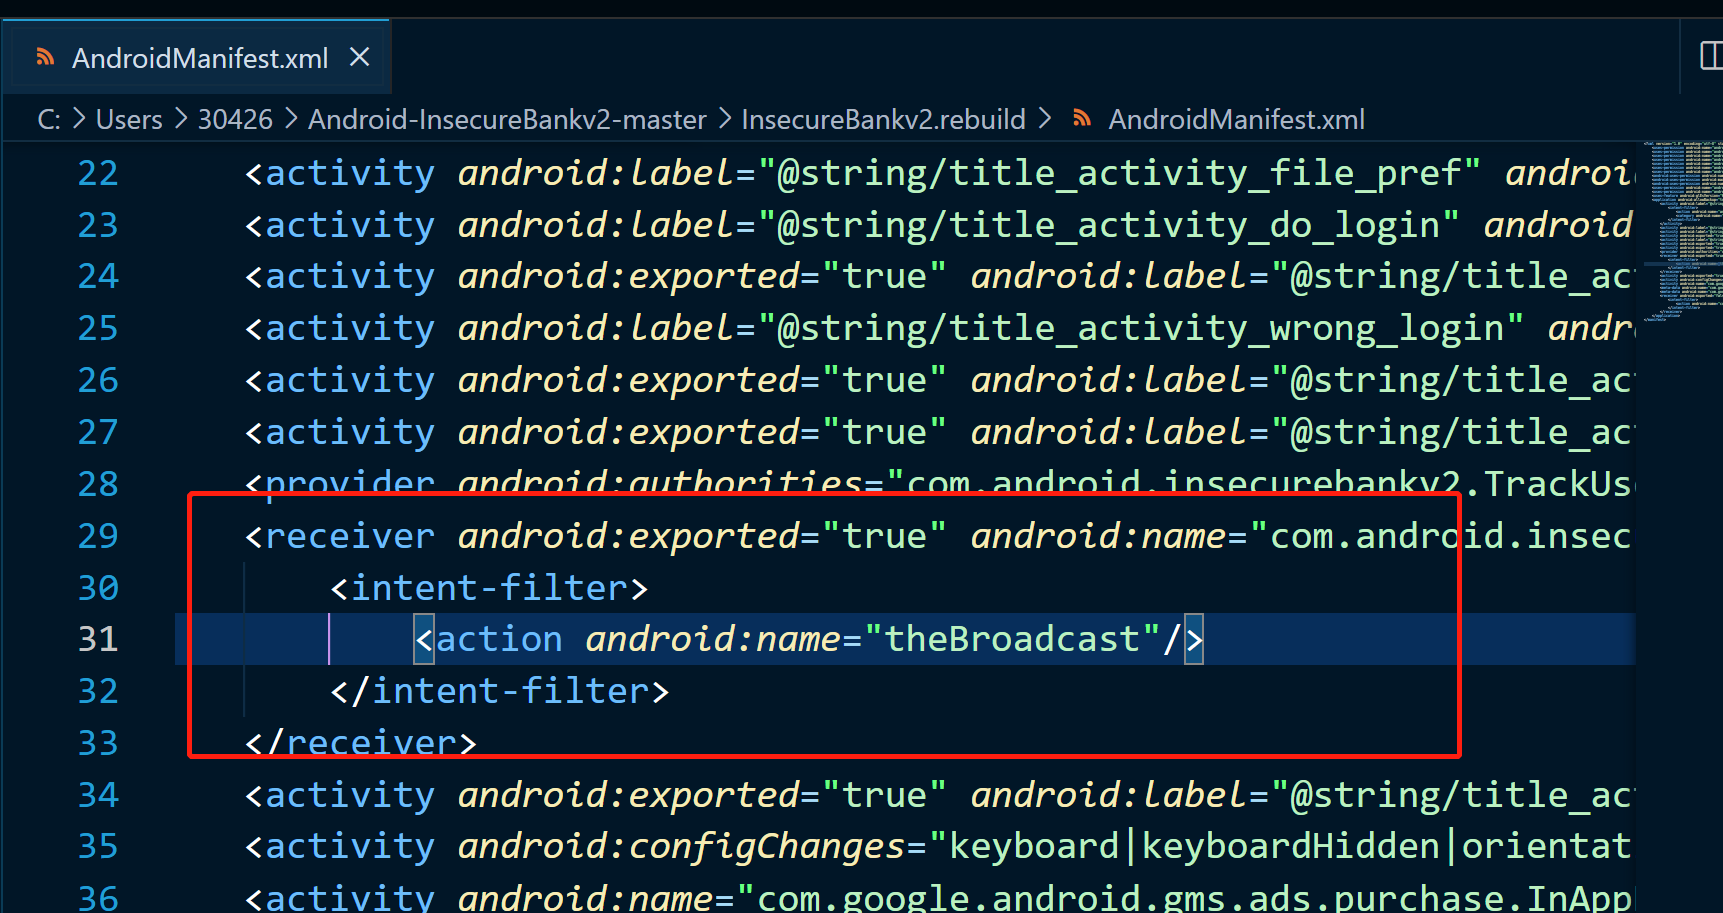 AndroidManifest.xml
C: > Users > 30426 > Android-InsecureBankv2-master > InsecureBankv2.rebuild > AndroidManifest.xml
22 <activity android:label="@string/title_activity_file_pref" androi
23 <activity android:label="@string/title_activity_do_login" android
24 <activity android:exported="true" android:label="@string/title_ac
25 <activity android:label="@string/title_activity_wrong_login" andr
26 <activity android:exported="true" android:label="@string/title_ac
27 <activity android:exported="true" android:label="@string/title_ac
28 <provider android:authorities="com.android.insecurebankv2.TrackUs
29 <receiver android:exported="true" android:name="com.android.insec
30 <intent-filter>
31 <action android:name="theBroadcast"/>
32 </intent-filter>
33 </receiver>
34 <activity android:exported="true" android:label="@string/title_ac
35 <activity android:configChanges="keyboard|keyboardHidden|orientat
36 <activity android:name="com.google.android.gms.ads.purchase.InApp